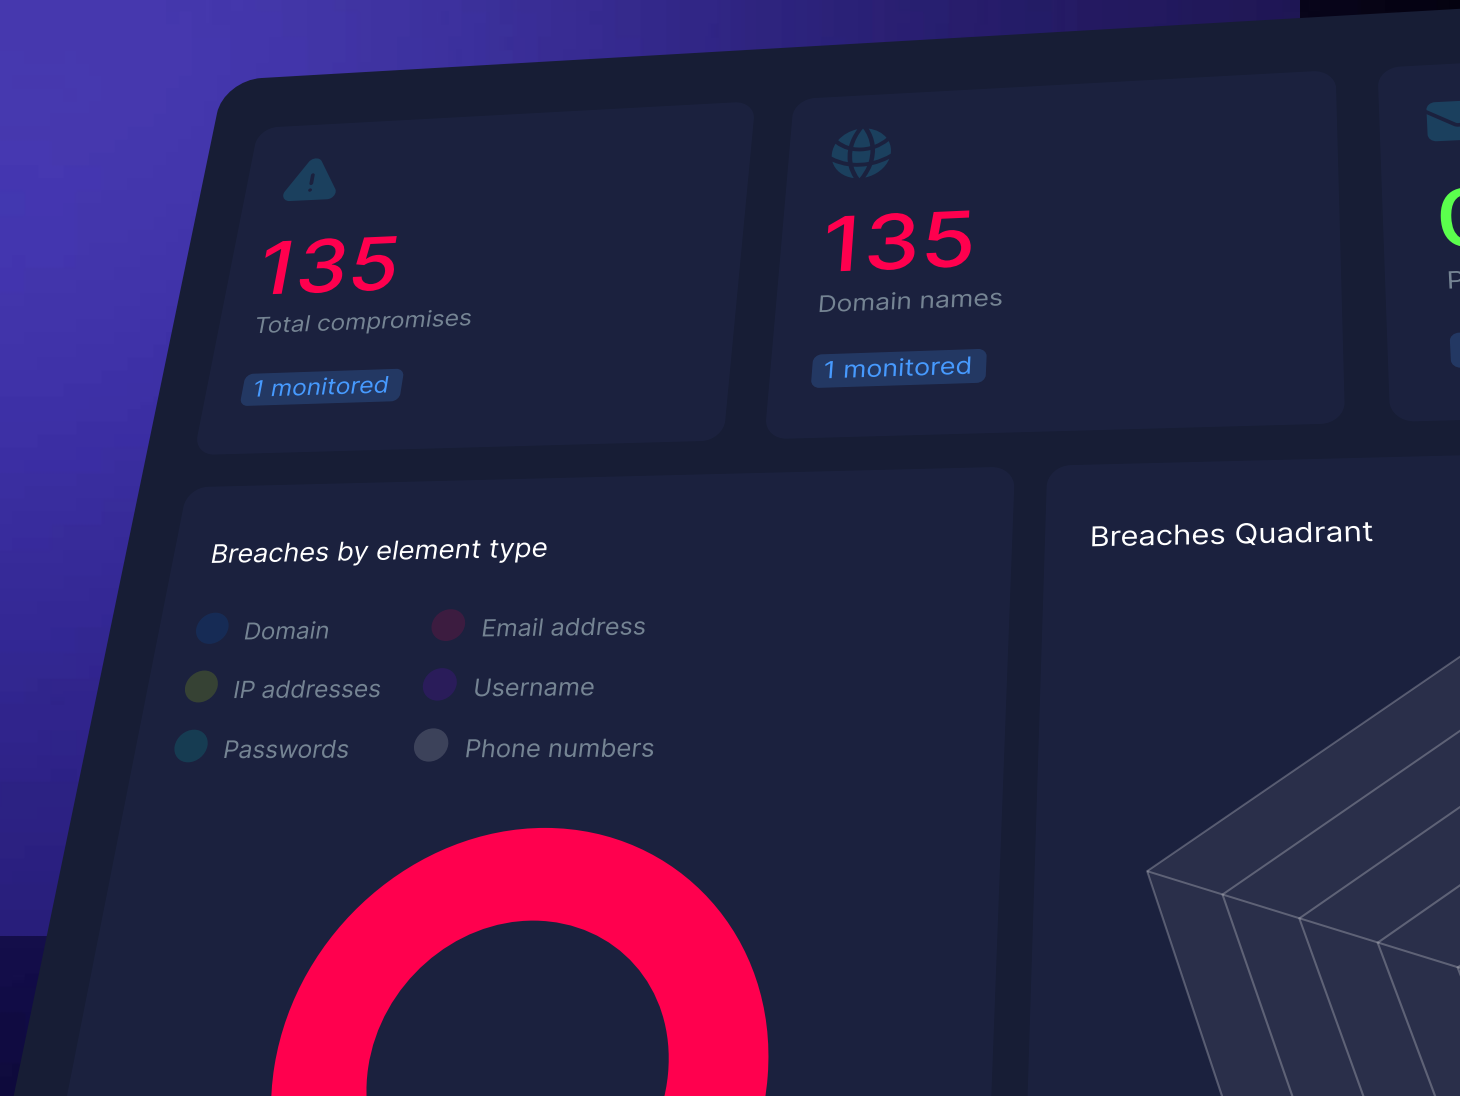 135
Total compromises
1 monitored
135
Domain names
1 monitored
Breaches by element type
Domain
Email address
IP addresses
Username
Passwords
Phone numbers
Breaches Quadrant